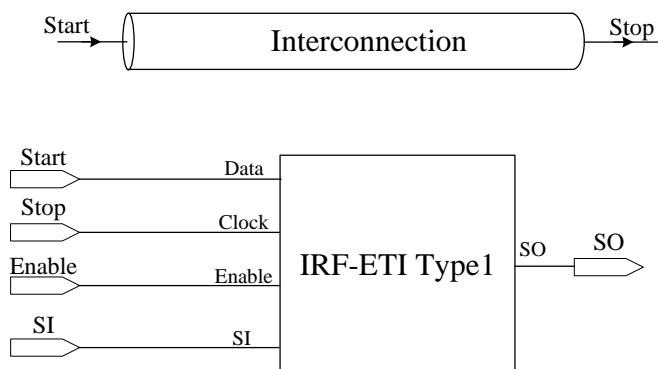 Start
Interconnection
Stop
Start
Data
Stop
Clock
Enable
Enable
IRF-ETI Type1
SO
SO
SI
SI